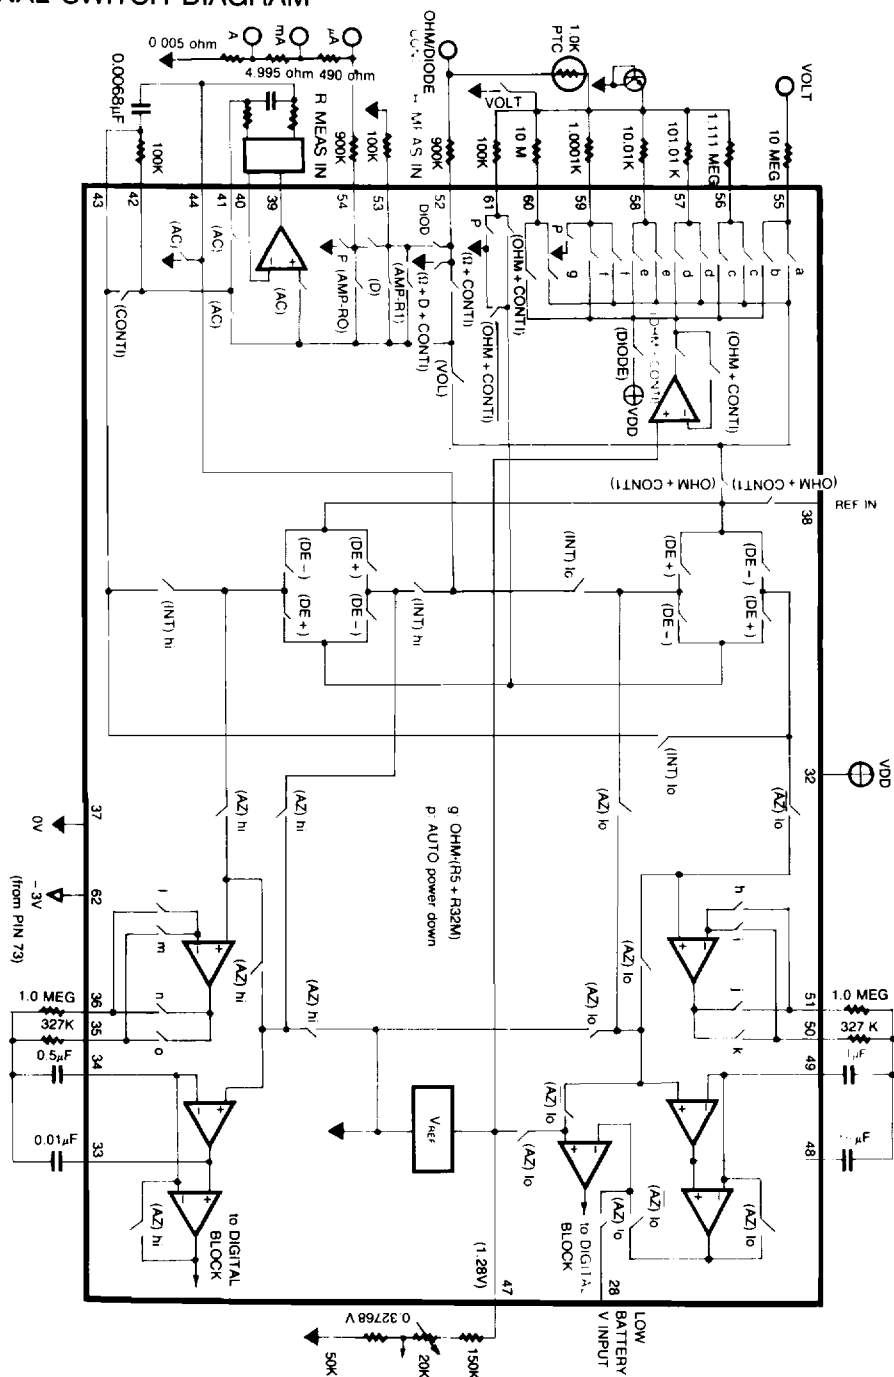 0.005 ohm
A
mA
µA
4.995 ohm
490 ohm
OHM/DIODE
1.0K
PTC
VOLT
VOLT
0.0068µF
100K
R MEAS IN
900K
100K
MEAS IN
900K
100K
10 M
1.0001K
10.01K
101.01 K
1.111 MEG
10 MEG
43
42
44
41
40
39
54
53
52
61
60
59
58
57
56
55
(AC)
(AC)
(AC)
(AC)
(CONTI)
(AMP-RO)
(D)
(AMP-R1)
DIOD
(Ω + D + CONTI)
(Ω + CONTI)
(VOL)
P
(OHM + CONTI)
(OHM + CONTI)
P
g
f
f
e
e
d
d
c
c
b
a
(DIODE)
VDD
(OHM + CONTI)
(OHM + CONT1)
(OHM + CONT1)
REF IN
38
(DE−)
(DE+)
(DE+)
(DE−)
(INT) hi
(INT) hi
(INT) lo
(DE+)
(DE−)
(DE−)
(DE+)
(INT) lo
VDD
32
37
0V
62
−3V
(from PIN 73)
(AZ) hi
(AZ) hi
g: OHM·(R5 + R32M)
p: AUTO power down
(AZ) lo
(AZ) lo
m
n
o
(AZ) hi
(AZ) hi
(AZ) lo
(AZ) lo
h
i
j
k
1.0 MEG
36
327K
35
0.5µF
34
0.01µF
33
51
1.0 MEG
50
327 K
49
48
µF
VREF
(AZ) lo
(AZ) lo
(AZ) lo
(AZ) lo
(AZ) lo
(AZ) hi
to DIGITAL
BLOCK
to DIGITAL
BLOCK
(1.28V)
47
28
LOW
BATTERY
V INPUT
0.32768 V
50K
20K
150K